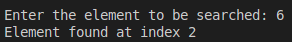 Enter the element to be searched: 6
Element found at index 2